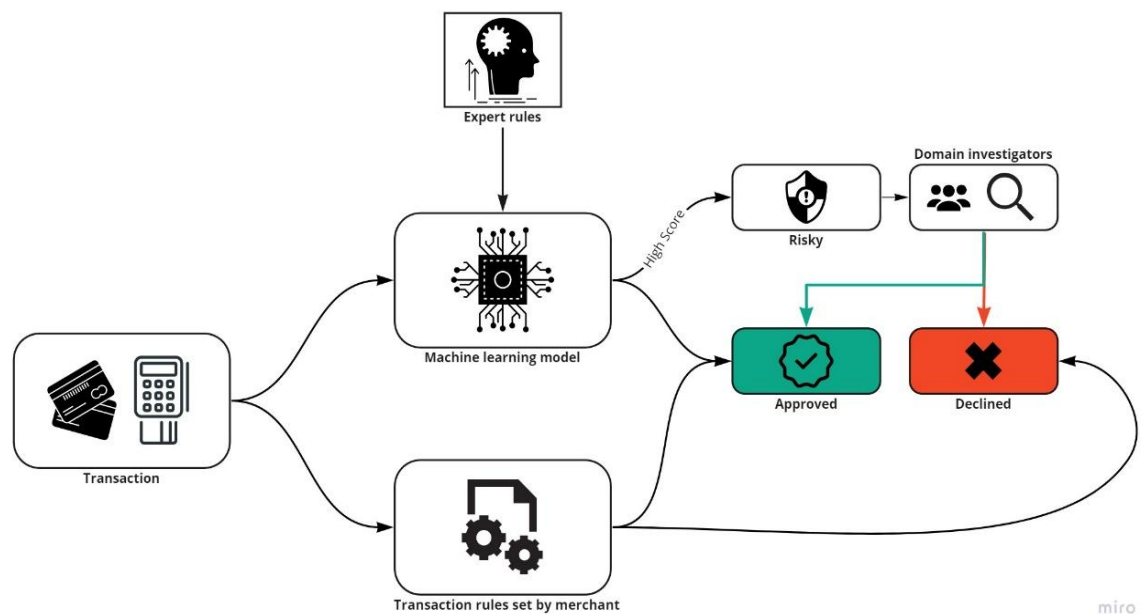 Expert rules
Domain investigators
High Score
Risky
Machine learning model
Approved
Declined
Transaction
Transaction rules set by merchant
miro